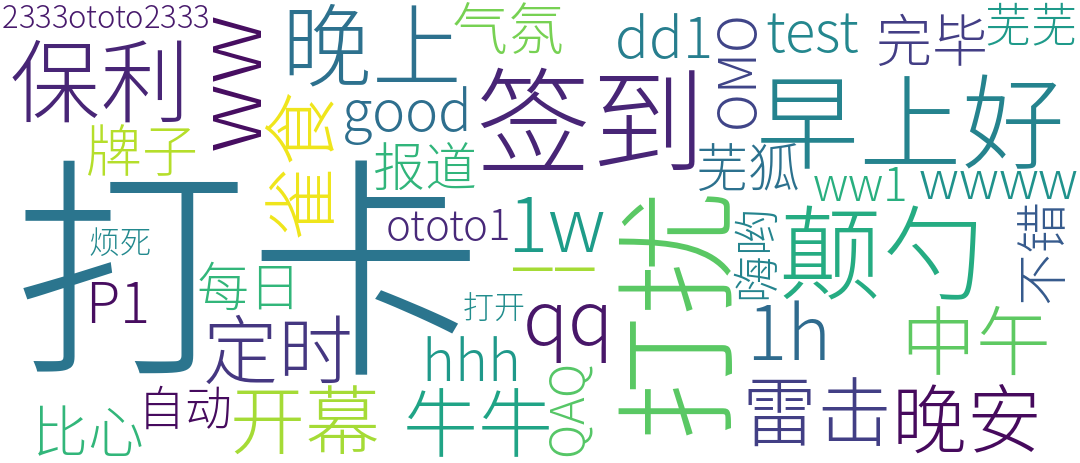 2333ototo2333
保利
ww
晚上
气氛
dd1
OMO
test
完毕
芜芜
牌子
good
雀食
签到
早上好
报道
芜狐
ww1
wwww
打卡
烦死
ototo1
1w
打扰
嗨哟
颠勺
不错
P1
每日
定时
打开
一一
qq
1h
中午
hhh
比心
自动
开幕
牛牛
QAQ
雷击
晚安